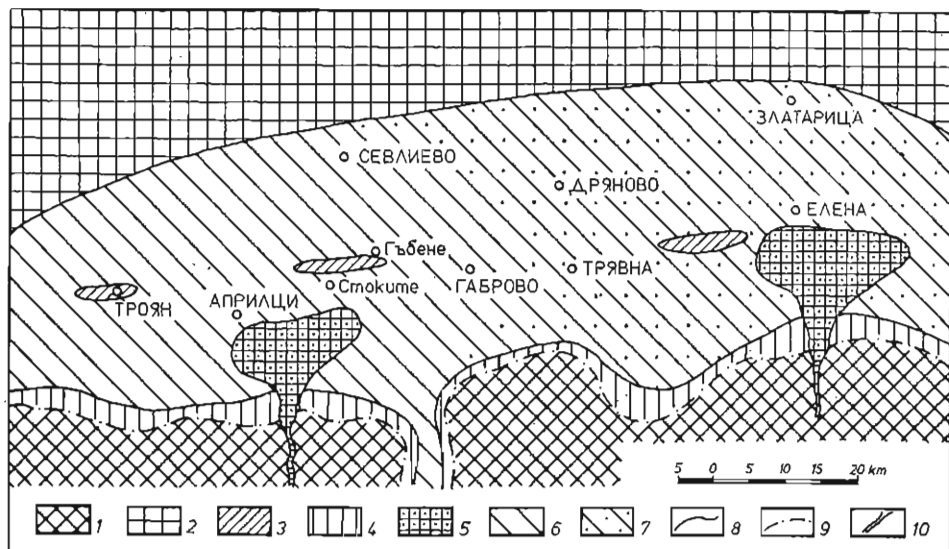 ЗЛАТАРИЦА
СЕВЛИЕВО
ДРЯНОВО
ЕЛЕНА
Гъбене
ГАБРОВО
ТРЯВНА
Стоките
ТРОЯН
АПРИЛЦИ
5 0 5 10 15 20 km
1 2 3 4 5 6 7 8 9 10